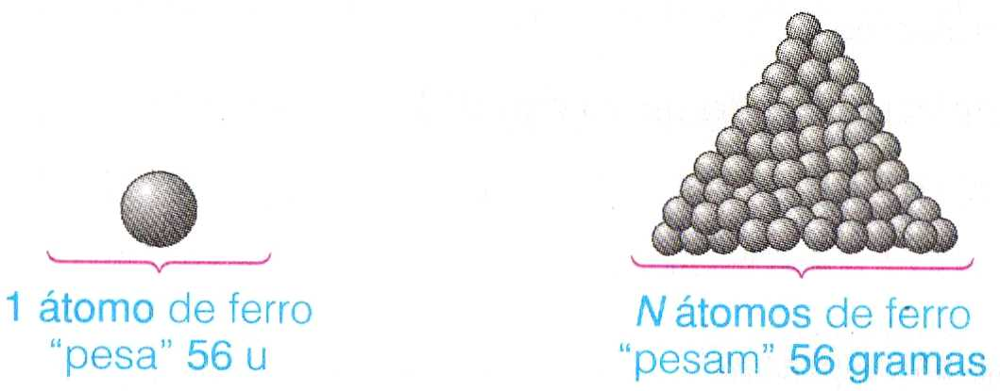 1 átomo de ferro
“pesa” 56 u
N átomos de ferro
“pesam” 56 gramas